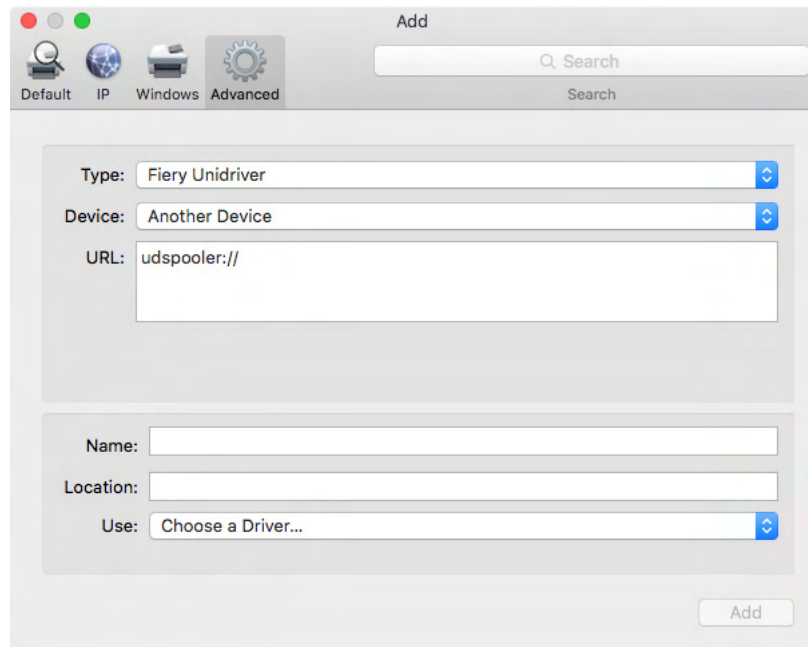 Add
Search
Default IP Windows Advanced Search
Type: Fiery Unidriver
Device: Another Device
URL: udspooler://
Name:
Location:
Use: Choose a Driver...
Add